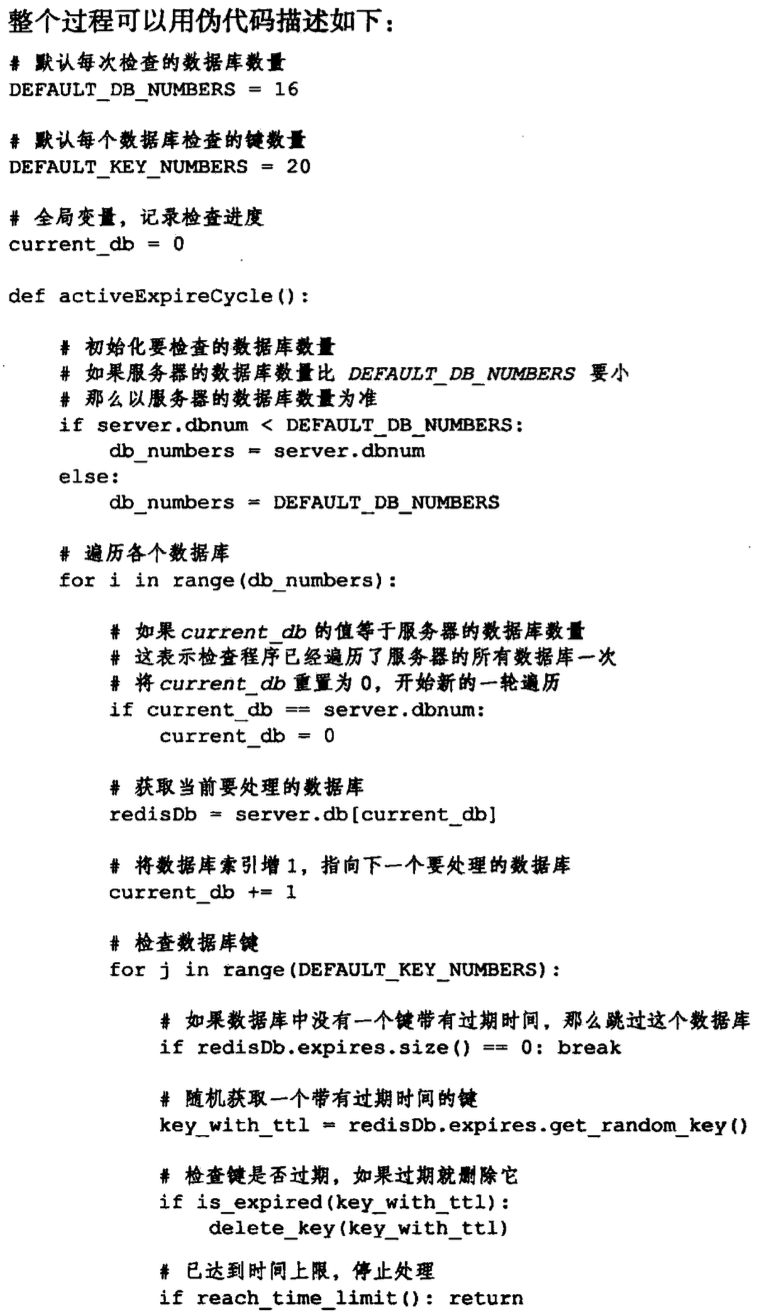 整个过程可以用伪代码描述如下：
# 默认每次检查的数据库数量
DEFAULT_DB_NUMBERS = 16
# 默认每个数据库检查的键数量
DEFAULT_KEY_NUMBERS = 20
# 全局变量，记录检查进度
current_db = 0
def activeExpireCycle():
# 初始化要检查的数据库数量
# 如果服务器的数据库数量比 DEFAULT_DB_NUMBERS 要小
# 那么以服务器的数据库数量为准
if server.dbnum < DEFAULT_DB_NUMBERS:
db_numbers = server.dbnum
else:
db_numbers = DEFAULT_DB_NUMBERS
# 遍历各个数据库
for i in range(db_numbers):
# 如果 current_db 的值等于服务器的数据库数量
# 这表示检查程序已经遍历了服务器的所有数据库一次
# 将 current_db 重置为 0，开始新的一轮遍历
if current_db == server.dbnum:
current_db = 0
# 获取当前要处理的数据库
redisDb = server.db[current_db]
# 将数据库索引增 1，指向下一个要处理的数据库
current_db += 1
# 检查数据库键
for j in range(DEFAULT_KEY_NUMBERS):
# 如果数据库中没有一个键带有过期时间，那么跳过这个数据库
if redisDb.expires.size() == 0: break
# 随机获取一个带有过期时间的键
key_with_ttl = redisDb.expires.get_random_key()
# 检查键是否过期，如果过期就删除它
if is_expired(key_with_ttl):
delete_key(key_with_ttl)
# 已达到时间上限，停止处理
if reach_time_limit(): return